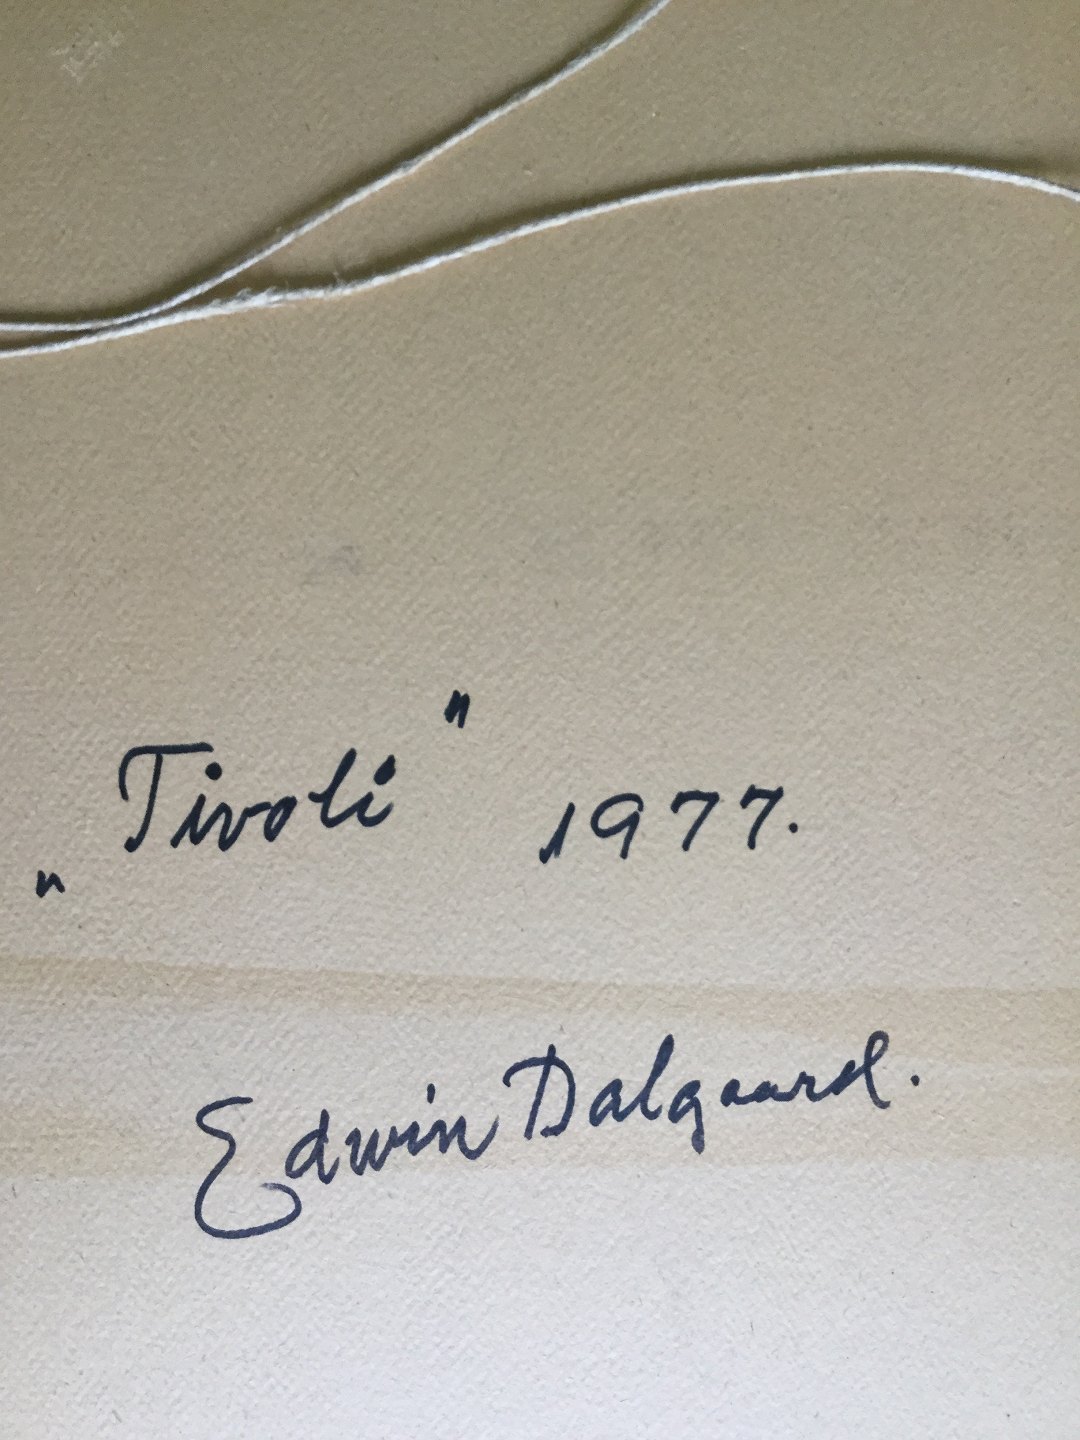 „Tivoli" 1977.
Edwin Dalgaard.